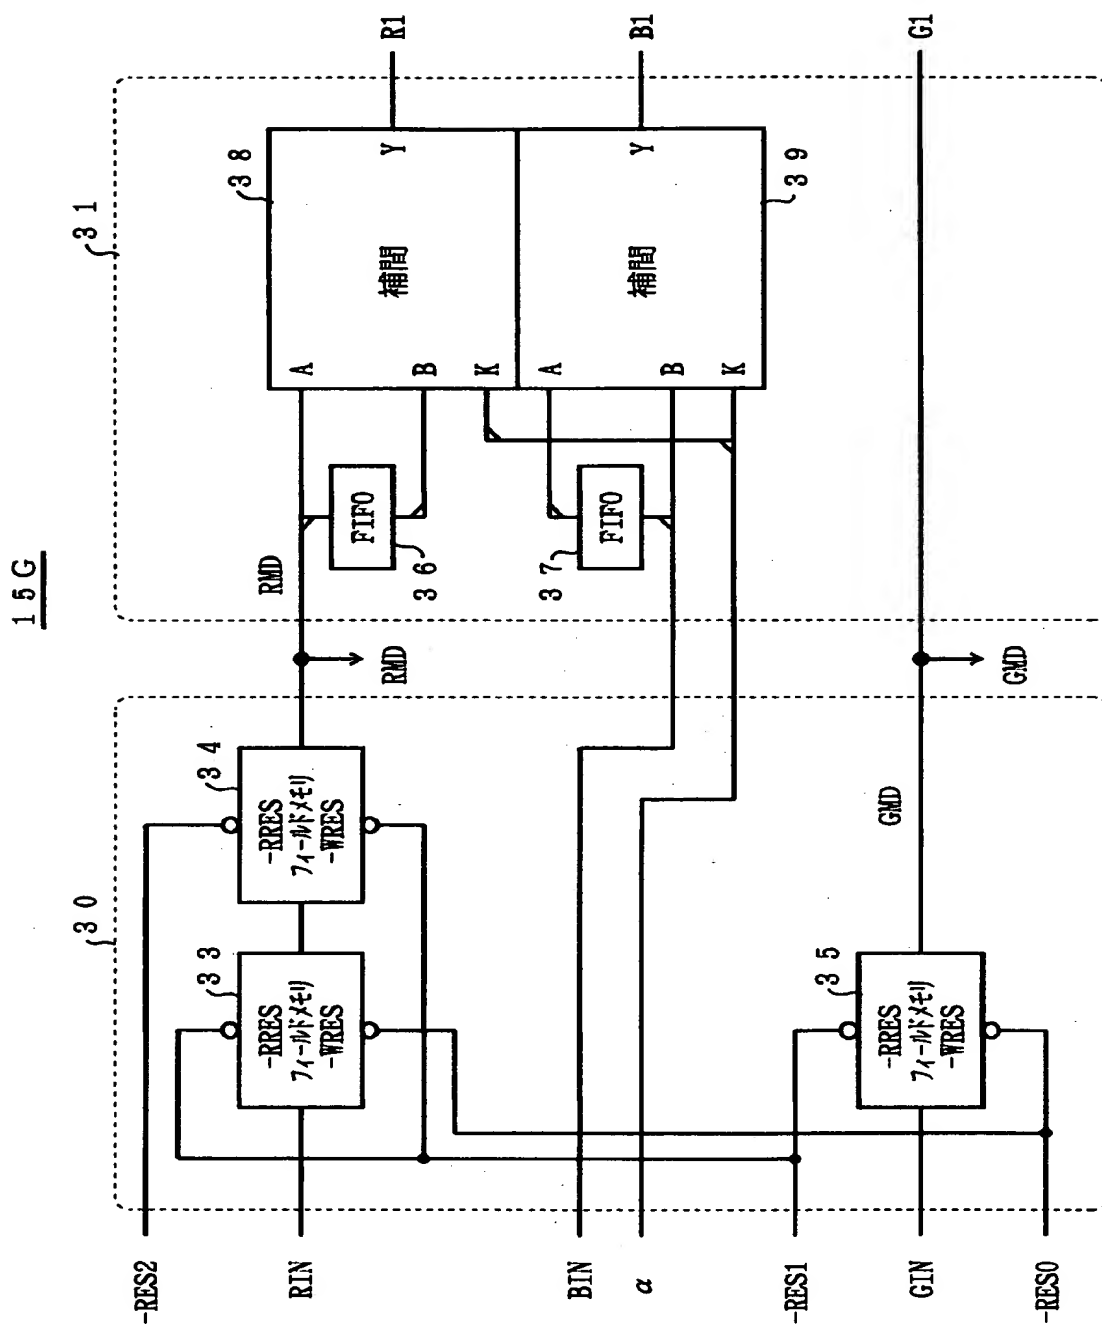 15G
30
31
-RES2
RIN
BIN
α
-RES1
GIN
-RES0
33
-RRES
フィールドメモリ
-WRES
34
-RRES
フィールドメモリ
-WRES
35
-RRES
フィールドメモリ
-WRES
RMD
RMD
GMD
GMD
FIFO
36
FIFO
37
38
A
B
K
補間
Y
39
A
B
K
補間
Y
R1
B1
G1